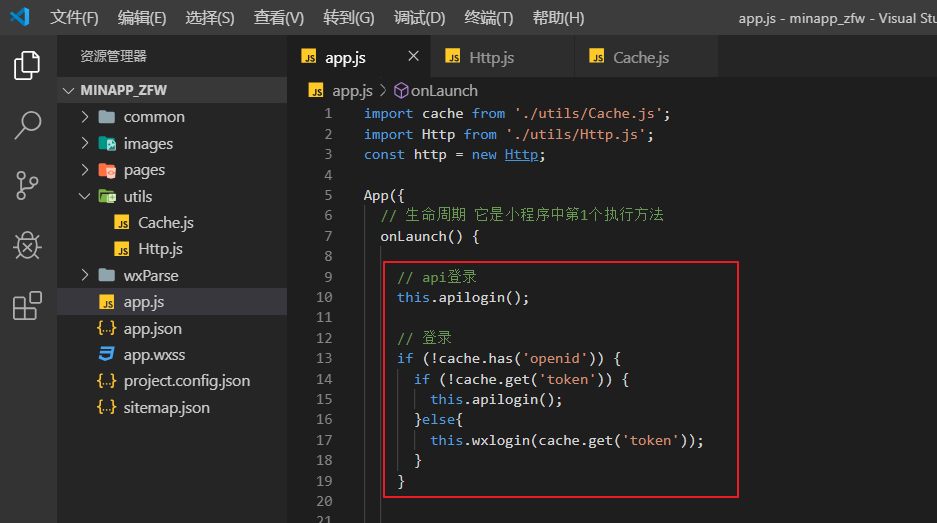 文件(F) 编辑(E) 选择(S) 查看(V) 转到(G) 调试(D) 终端(T) 帮助(H) app.js - minapp_zfw - Visual Stu
资源管理器
MINAPP_ZFW
common
images
pages
utils
Cache.js
Http.js
wxParse
app.js
app.json
app.wxss
project.config.json
sitemap.json
JS app.js × JS Http.js JS Cache.js
JS app.js > onLaunch
1 import cache from './utils/Cache.js';
2 import Http from './utils/Http.js';
3 const http = new Http;
4
5 App({
6 // 生命周期 它是小程序中第1个执行方法
7 onLaunch() {
8
9 // api登录
10 this.apilogin();
11
12 // 登录
13 if (!cache.has('openid')) {
14 if (!cache.get('token')) {
15 this.apilogin();
16 }else{
17 this.wxlogin(cache.get('token'));
18 }
19 }
20
21